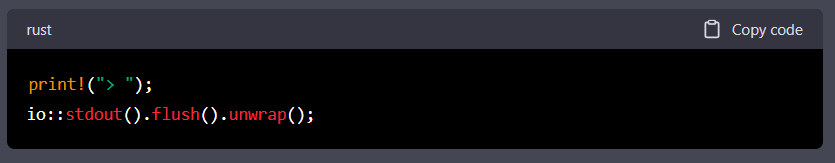 rust
Copy code
print!("> ");
io::stdout().flush().unwrap();